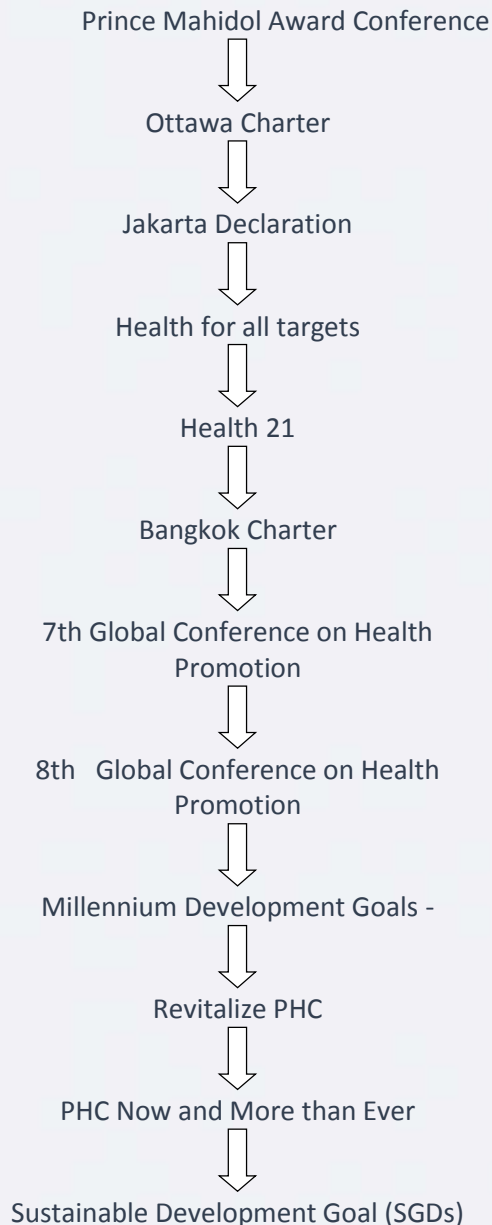 Prince Mahidol Award Conference
Ottawa Charter
Jakarta Declaration
Health for all targets
Health 21
Bangkok Charter
7th Global Conference on Health
Promotion
8th Global Conference on Health
Promotion
Millennium Development Goals -
Revitalize PHC
PHC Now and More than Ever
Sustainable Development Goal (SGDs)